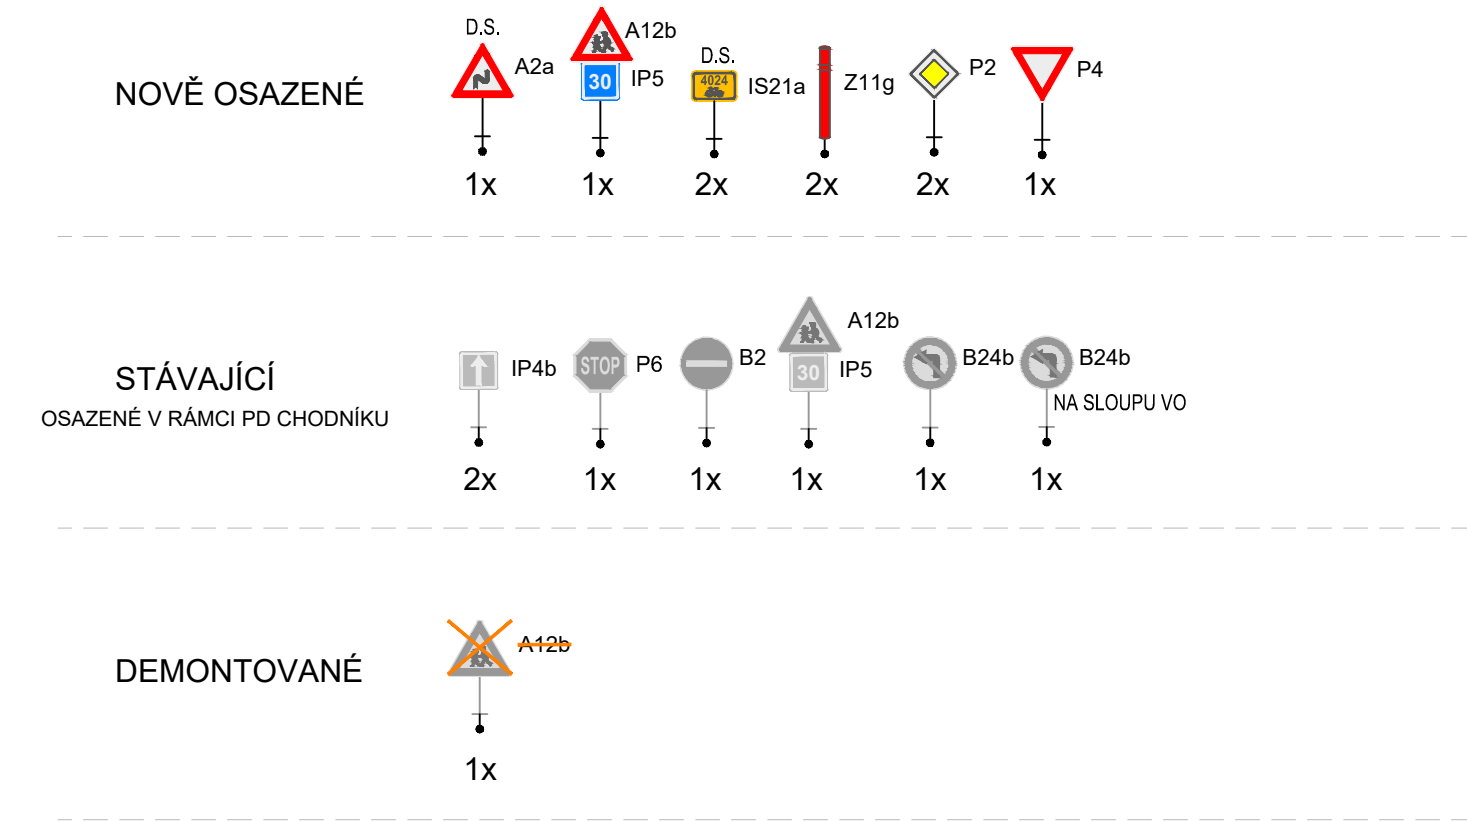 D.S.
A12b
A2a
IP5
30
D.S.
4024
IS21a
Z11g
P2
P4
NOVĚ OSAZENÉ
1x
1x
2x
2x
2x
1x
A12b
STÁVAJÍCÍ
OSAZENÉ V RÁMCI PD CHODNÍKU
IP4b
STOP
P6
B2
30
IP5
B24b
B24b
NA SLOUPU VO
2x
1x
1x
1x
1x
1x
A12b
DEMONTOVANÉ
1x